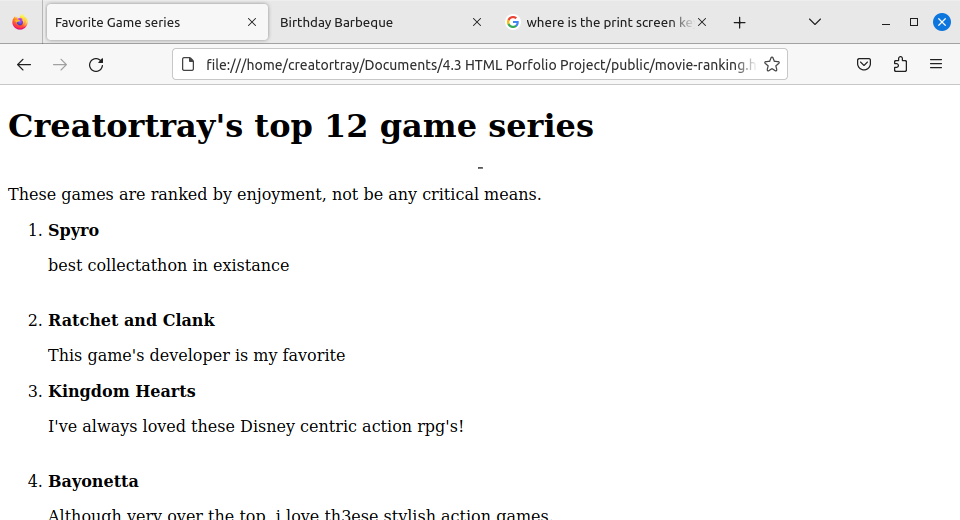 Favorite Game series
Birthday Barbeque
where is the print screen ke
file:///home/creatortray/Documents/4.3 HTML Porfolio Project/public/movie-ranking.h
Creatortray's top 12 game series
-
These games are ranked by enjoyment, not be any critical means.
1. Spyro
best collectathon in existance
2. Ratchet and Clank
This game's developer is my favorite
3. Kingdom Hearts
I've always loved these Disney centric action rpg's!
4. Bayonetta
Although very over the top, i love th3ese stylish action games.